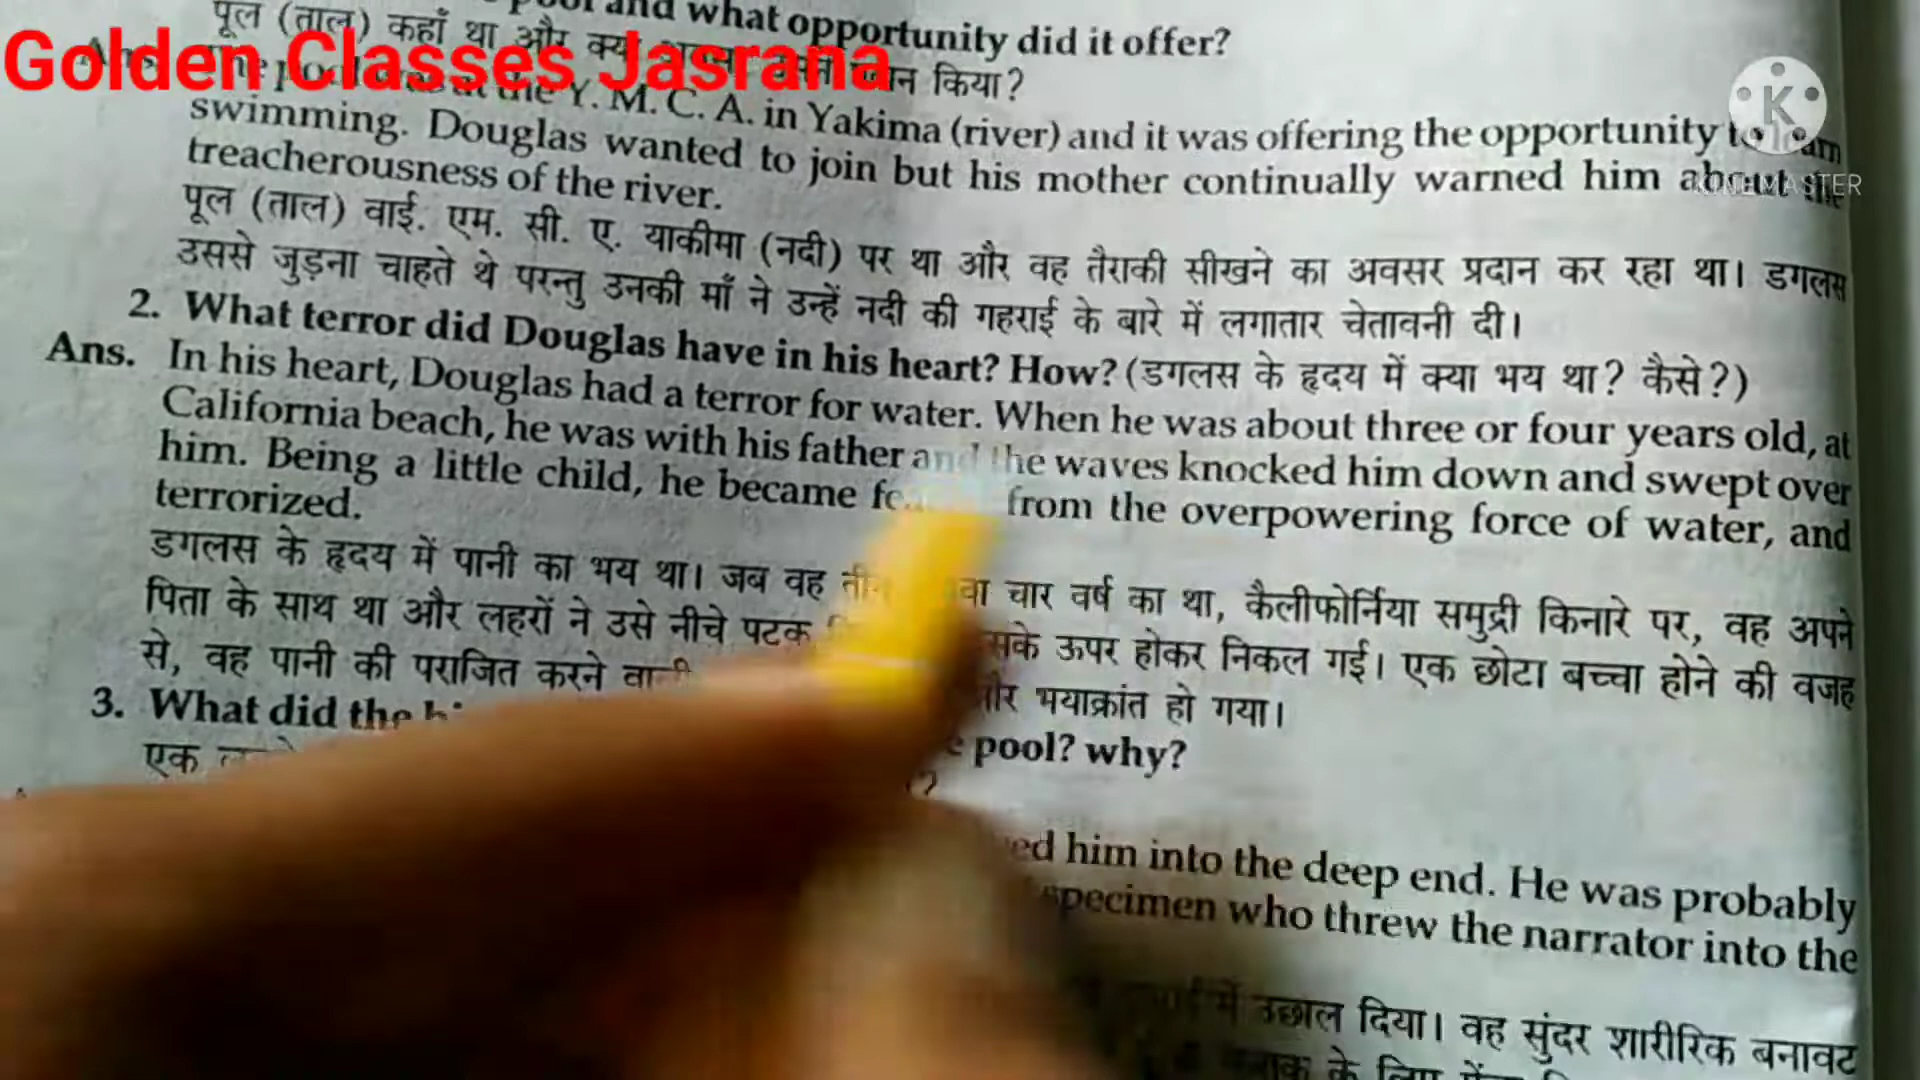 pool and what opportunity did it offer?
पूल (ताल) कहाँ था और किया?
Golden Classes Jasrana
the Y. M. C. A. in Yakima (river) and it was offering the opportunity
swimming. Douglas wanted to join but his mother continually warned him about the
treacherousness of the river.
पूल (ताल) वाई. एम. सी. ए. याकीमा (नदी) पर था और वह तैराकी सीखने का अवसर प्रदान कर रहा था। डगलस
उससे जुड़ना चाहते थे परन्तु उनकी माँ ने उन्हें नदी की गहराई के बारे में लगातार चेतावनी दी।
2. What terror did Douglas have in his heart? How? (डगलस के हृदय में क्या भय था? कैसे?)
Ans. In his heart, Douglas had a terror for water. When he was about three or four years old, at
California beach, he was with his father and the waves knocked him down and swept over
him. Being a little child, he became from the overpowering force of water, and
terrorized.
डगलस के हृदय में पानी का भय था। जब वह चार वर्ष का था, कैलीफोर्निया समुद्री किनारे पर, वह अपने
पिता के साथ था और लहरों ने उसे नीचे पटक ऊपर होकर निकल गई। एक छोटा बच्चा होने की वजह
से, वह पानी की पराजित करने भयाक्रांत हो गया।
3. What did the pool? why?
एक
him into the deep end. He was probably
specimen who threw the narrator into the
में उछाल दिया। वह सुंदर शारीरिक बनावट
के लिए
K
KINEMASTER